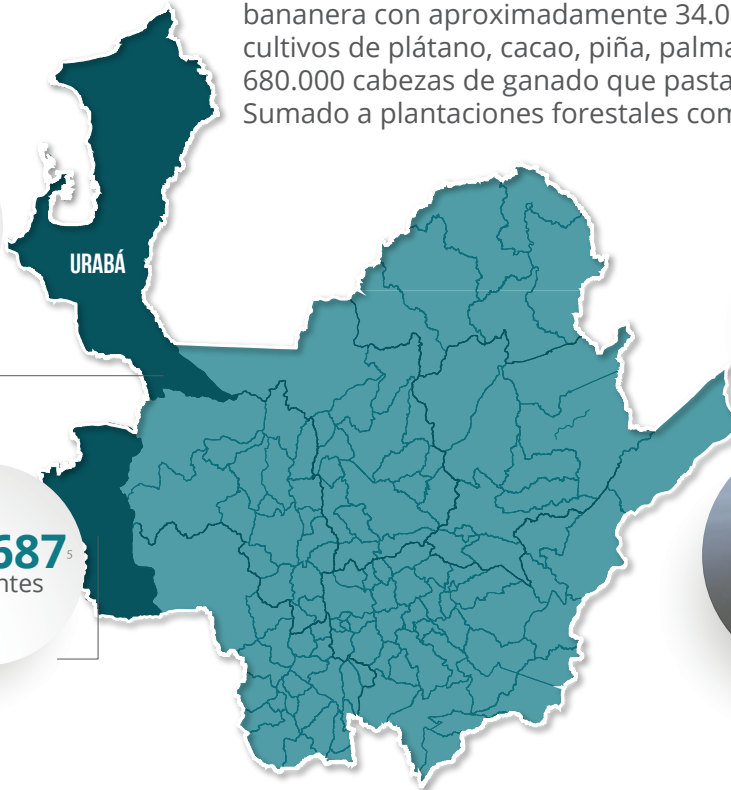 bananera con aproximadamente 34.0
cultivos de plátano, cacao, piña, palma
680.000 cabezas de ganado que pasta
Sumado a plantaciones forestales com
URABÁ
687 5
ntes